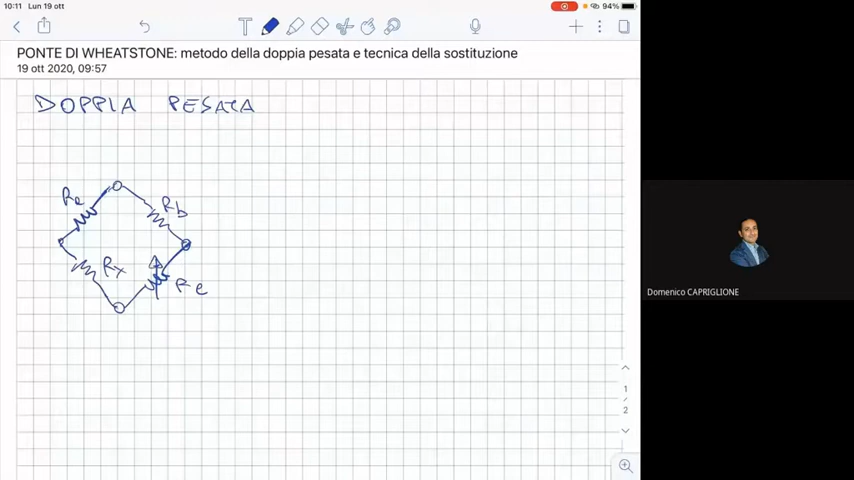 10:11 Lun 19 ott
94%
PONTE DI WHEATSTONE: metodo della doppia pesata e tecnica della sostituzione
19 ott 2020, 09:57
DOPPIA PESATA
Ra
Rb
Rx
Rc
Domenico CAPRIGLIONE
1
/
2